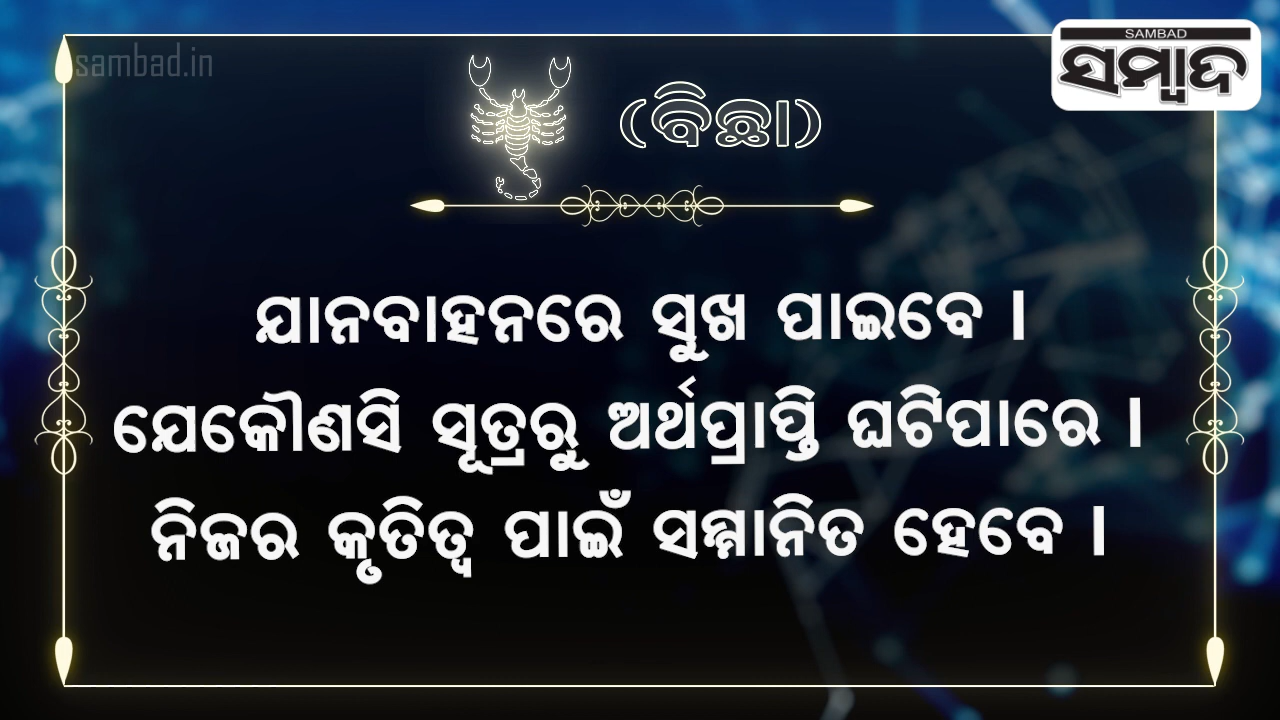 sambad.in
SAMBAD
ସମ୍ବାଦ
(ବିଛା)
ଯାନବାହନରେ ସୁଖ ପାଇବେ ।
ଯେକୌଣସି ସୂତ୍ରରୁ ଅର୍ଥପ୍ରାପ୍ତି ଘଟିପାରେ ।
ନିଜର କୃତିତ୍ୱ ପାଇଁ ସମ୍ମାନିତ ହେବେ ।